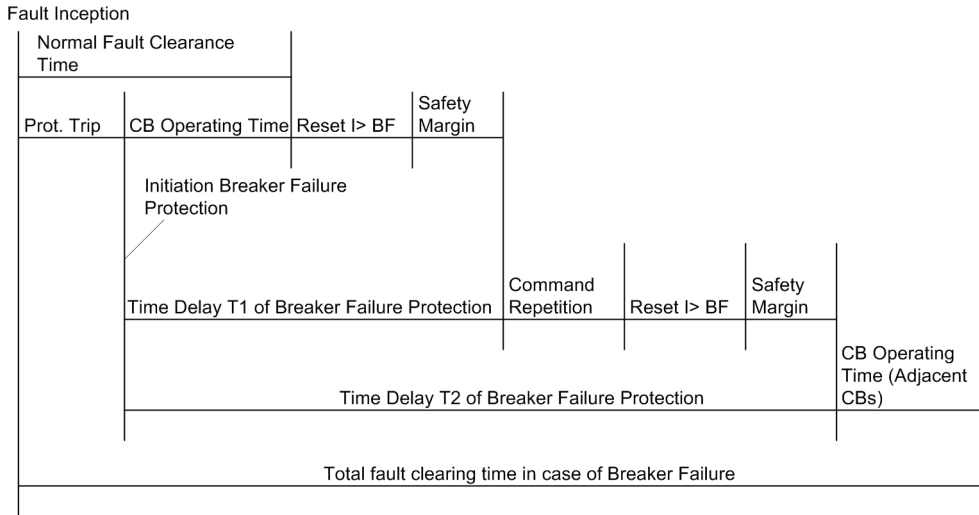 Fault Inception
Normal Fault Clearance
Time
Prot. Trip
CB Operating Time
Reset I> BF
Safety
Margin
Initiation Breaker Failure
Protection
Time Delay T1 of Breaker Failure Protection
Command
Repetition
Reset I> BF
Safety
Margin
CB Operating
Time (Adjacent
CBs)
Time Delay T2 of Breaker Failure Protection
Total fault clearing time in case of Breaker Failure